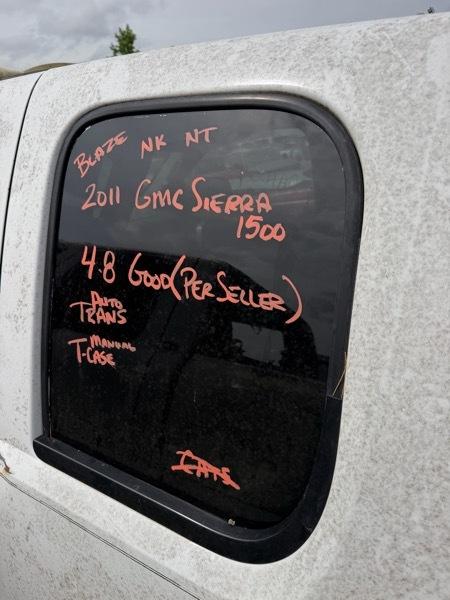 BLAZE NK NT
2011 GMC SIERRA
1500
4.8 GOOD (PER SELLER)
AUTO
TRANS
MANUAL
T-CASE